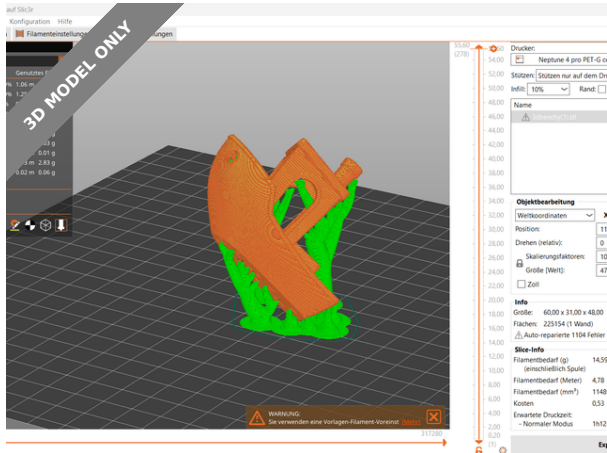 auf Slic3r
Konfiguration Hilfe
Filamenteinstellunge
3D MODEL ONLY
Genutztes
1,06 m
0.01 g
2.83 g
0.02 m 0.06 g
55,60
(278)
54,00
52,00
50,00
48,00
46,00
44,00
42,00
40,00
38,00
36,00
34,00
32,00
30,00
28,00
26,00
24,00
22,00
20,00
18,00
16,00
14,00
12,00
10,00
8,00
6,00
4,00
2,00
0,20
(1)
Drucker:
Neptune 4 pro PET-G c
Stützen: Stützen nur auf dem Dr
Infill: 10% Rand:
Name
Objektbearbeitung
Weltkoordinaten X
Position: 11
Drehen (relativ): 0
Skalierungsfaktoren: 10
Größe [Welt]: 47
Zoll
Info
Größe: 60,00 x 31,00 x 48,00
Flächen: 225154 (1 Wand)
Auto-reparierte 1104 Fehler
Slice-Info
Filamentbedarf (g) 14,59
(einschließlich Spule)
Filamentbedarf (Meter) 4,78
Filamentbedarf (mm³) 1148
Kosten 0,53
Erwartete Druckzeit:
- Normaler Modus 1h12
Exp
WARNUNG:
Sie verwenden eine Vorlagen-Filament-Voreinst
317280